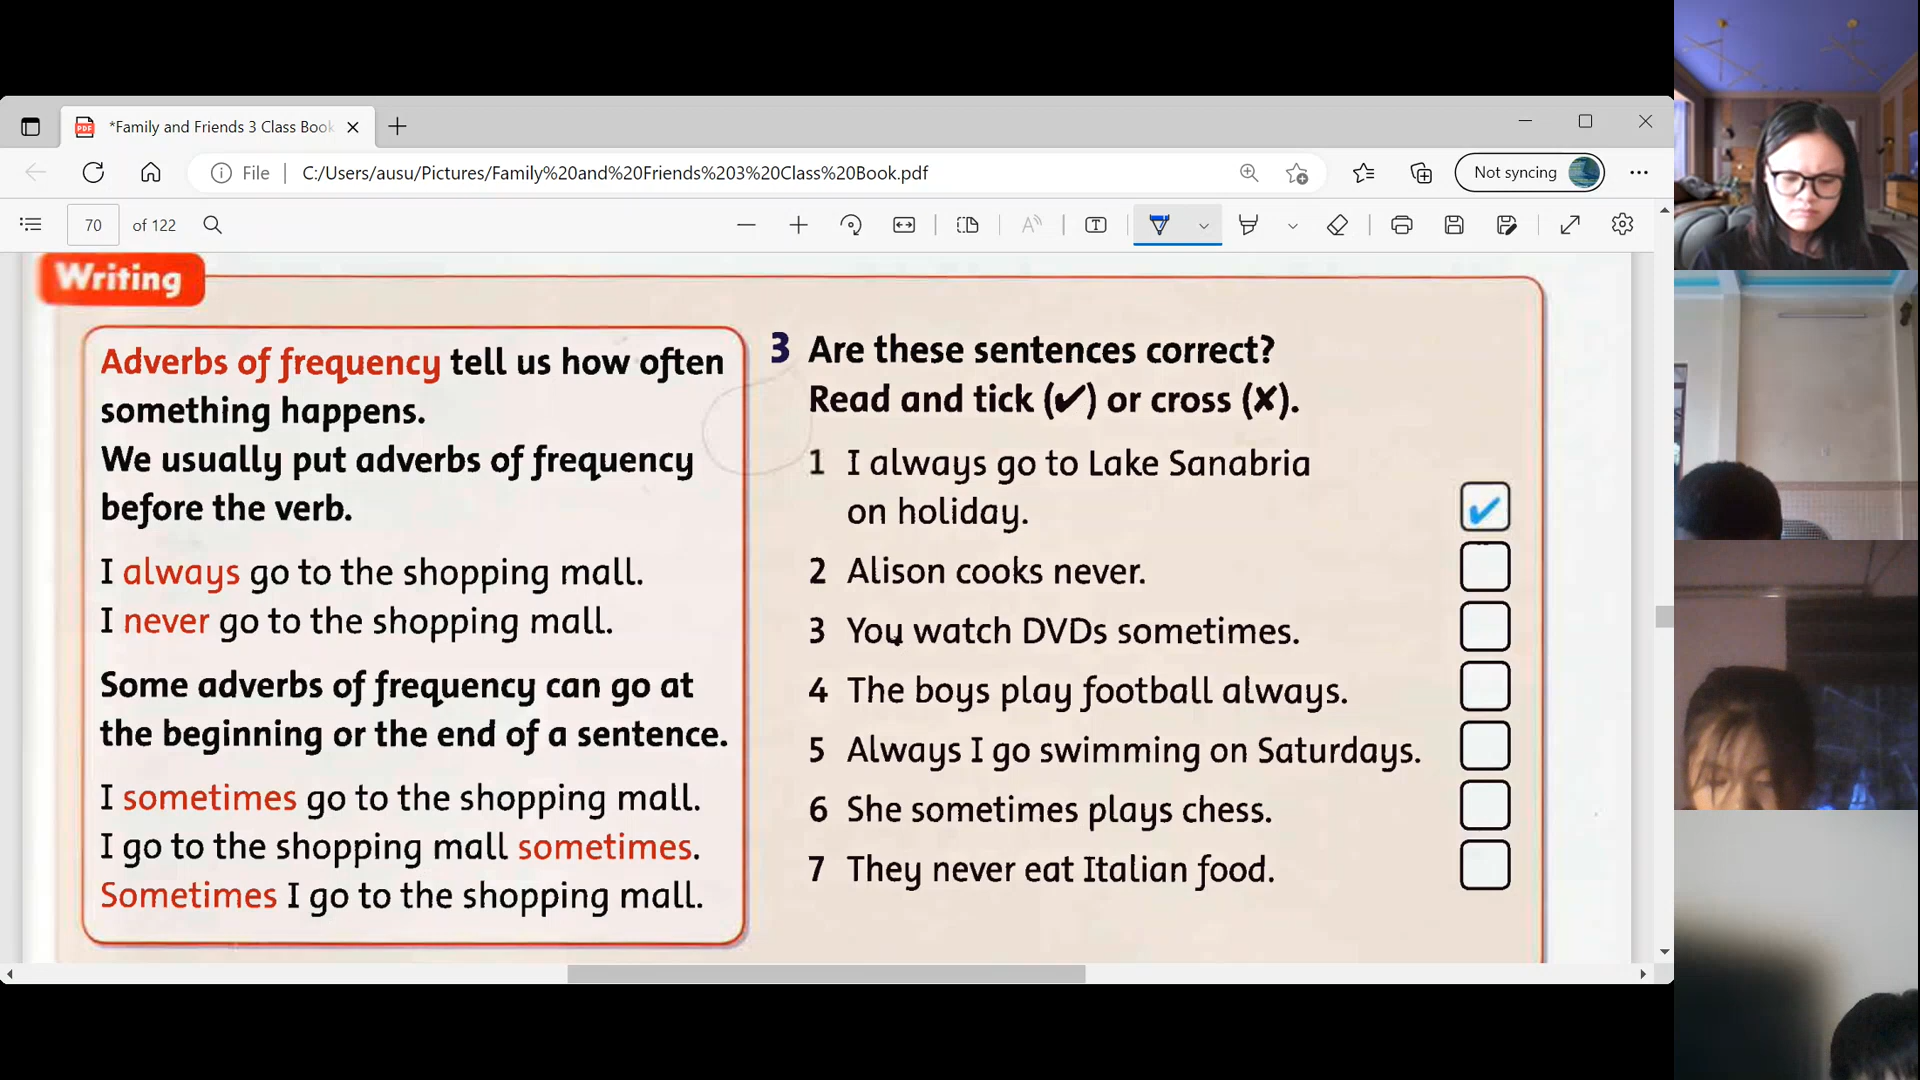 *Family and Friends 3 Class Book
File
C:/Users/ausu/Pictures/Family%20and%20Friends%203%20Class%20Book.pdf
Not syncing
70 of 122
Writing
Adverbs of frequency tell us how often
something happens.
We usually put adverbs of frequency
before the verb.
I always go to the shopping mall.
I never go to the shopping mall.
Some adverbs of frequency can go at
the beginning or the end of a sentence.
I sometimes go to the shopping mall.
I go to the shopping mall sometimes.
Sometimes I go to the shopping mall.
3 Are these sentences correct?
Read and tick (✔) or cross (✘).
1 I always go to Lake Sanabria
on holiday. ✔
2 Alison cooks never.
3 You watch DVDs sometimes.
4 The boys play football always.
5 Always I go swimming on Saturdays.
6 She sometimes plays chess.
7 They never eat Italian food.